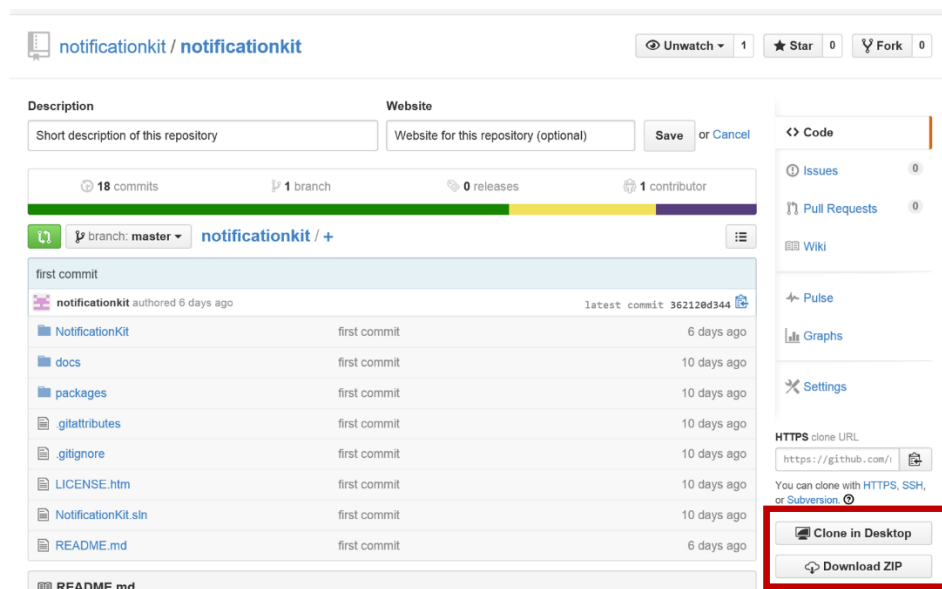 notificationkit / notificationkit
Unwatch 1 Star 0 Fork 0
Description Website
Short description of this repository Website for this repository (optional) Save or Cancel
18 commits 1 branch 0 releases 1 contributor
branch: master notificationkit / +
first commit
notificationkit authored 6 days ago latest commit 362120d344
NotificationKit first commit 6 days ago
docs first commit 10 days ago
packages first commit 10 days ago
.gitattributes first commit 10 days ago
.gitignore first commit 10 days ago
LICENSE.htm first commit 10 days ago
NotificationKit.sln first commit 10 days ago
README.md first commit 6 days ago
README.md
Code
Issues 0
Pull Requests 0
Wiki
Pulse
Graphs
Settings
HTTPS clone URL
https://github.com/
You can clone with HTTPS, SSH,
or Subversion.
Clone in Desktop
Download ZIP